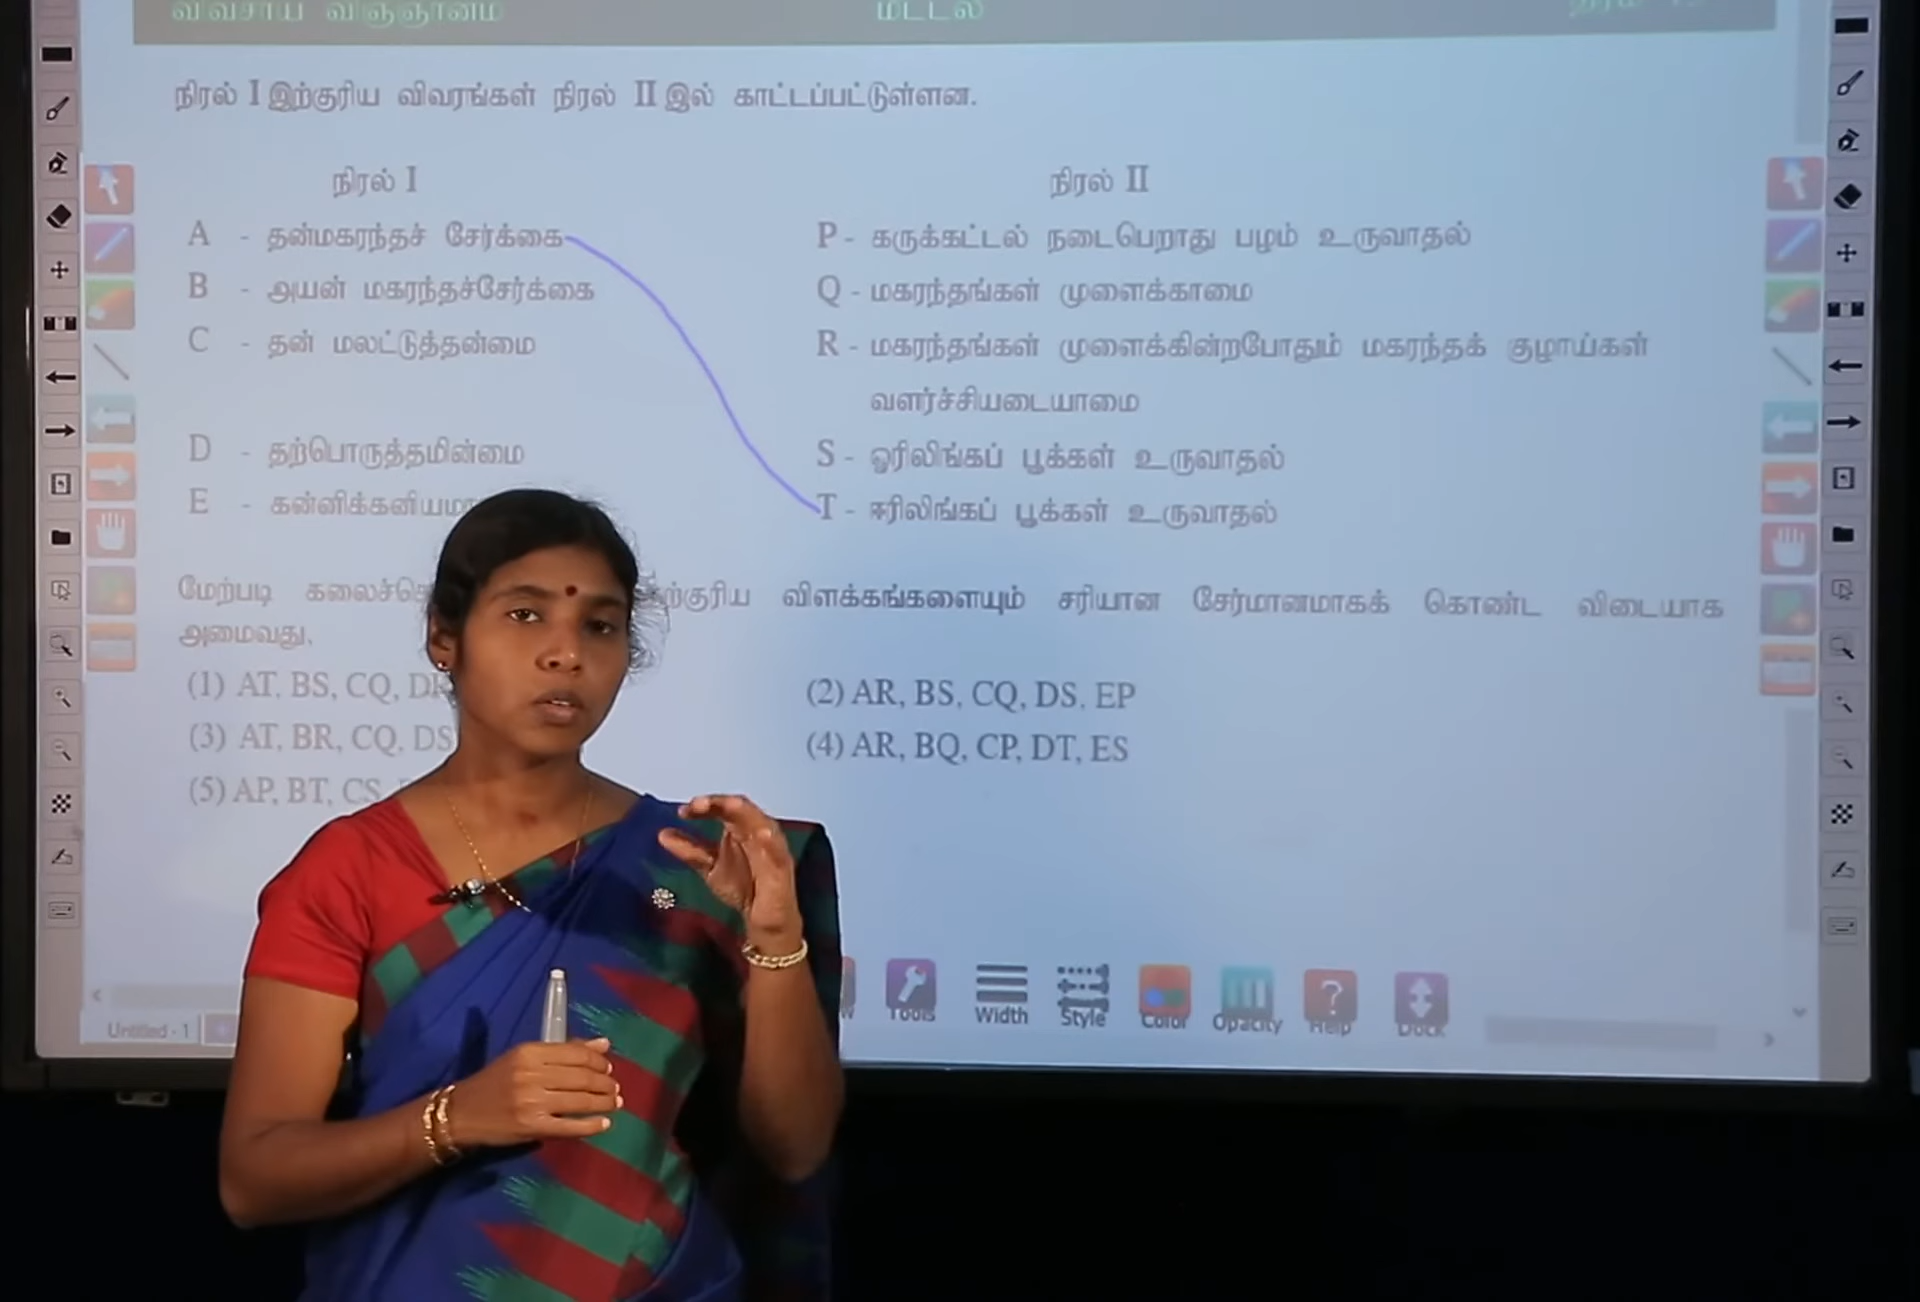 விவசாய விஞ்ஞானம் மீட்டல்
நிரல் I இற்குரிய விவரங்கள் நிரல் II இல் காட்டப்பட்டுள்ளன.
நிரல் I நிரல் II
A - தன்மகரந்தச் சேர்க்கை P - கருக்கட்டல் நடைபெறாது பழம் உருவாதல்
B - அயன் மகரந்தச்சேர்க்கை Q - மகரந்தங்கள் முளைக்காமை
C - தன் மலட்டுத்தன்மை R - மகரந்தங்கள் முளைக்கின்றபோதும் மகரந்தக் குழாய்கள்
வளர்ச்சியடையாமை
D - தற்பொருத்தமின்மை S - ஓரிலிங்கப் பூக்கள் உருவாதல்
E - T - ஈரிலிங்கப் பூக்கள் உருவாதல்
மேற்படி விளக்கங்களையும் சரியான சேர்மானமாகக் கொண்ட விடையாக
அமைவது,
(1) AT, BS, CQ, (2) AR, BS, CQ, DS, EP
(3) AT, BR, CQ, DS (4) AR, BQ, CP, DT, ES
(5) AP, BT, CS,
Tools Width Style Color Opacity Help Dock
Untitled - 1